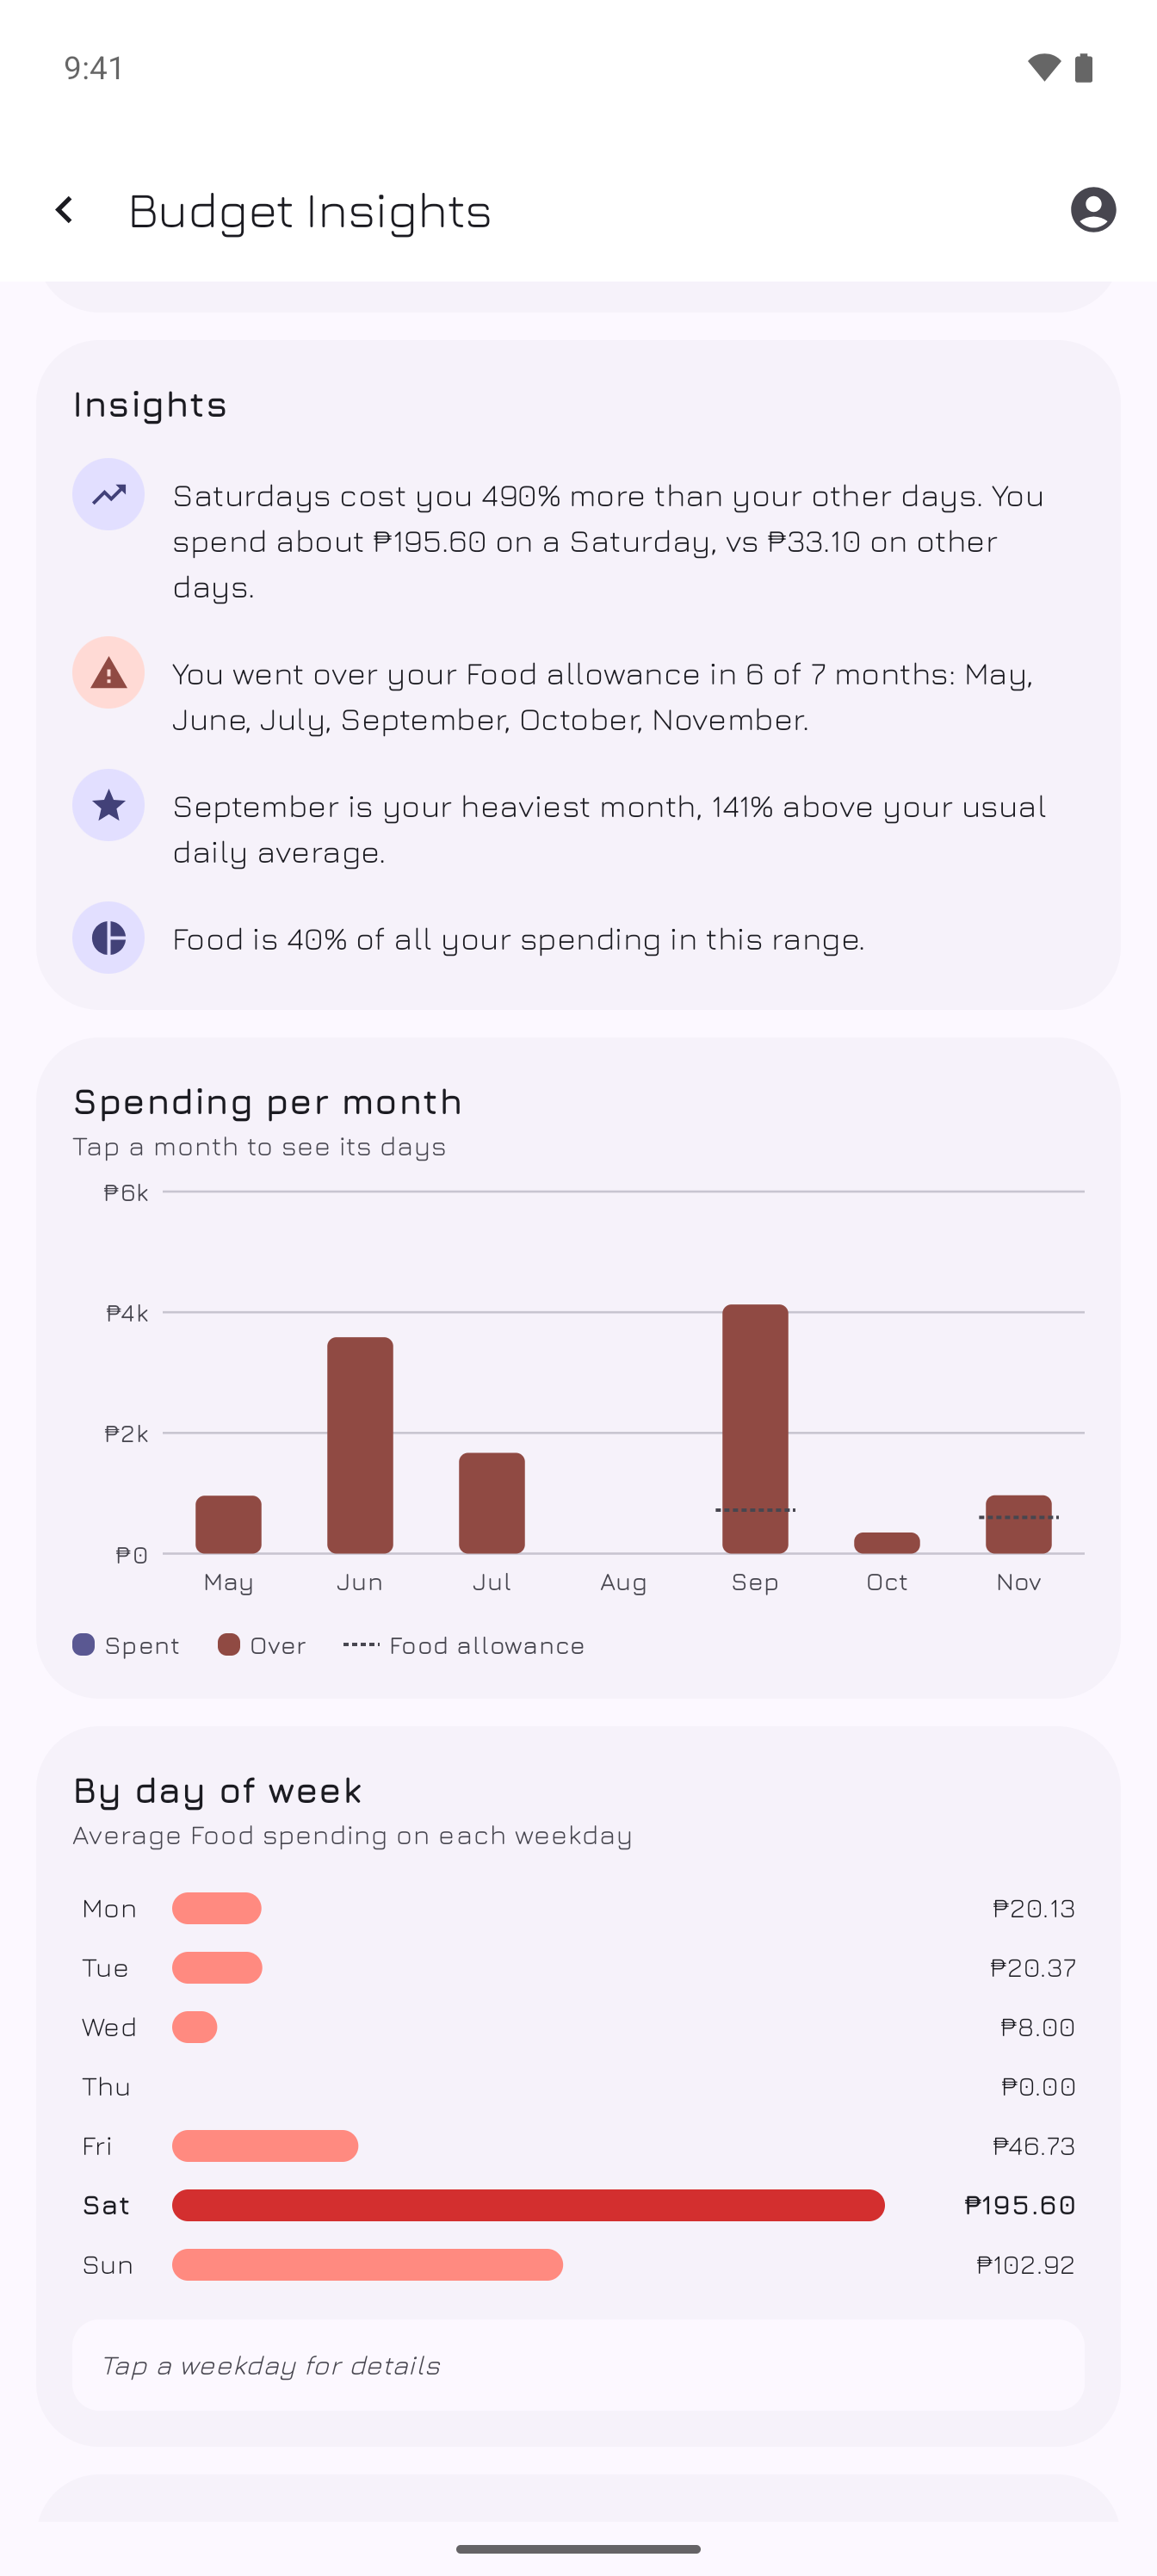 9:41
Budget Insights
Insights
Saturdays cost you 490% more than your other days. You
spend about ₱195.60 on a Saturday, vs ₱33.10 on other
days.
You went over your Food allowance in 6 of 7 months: May,
June, July, September, October, November.
September is your heaviest month, 141% above your usual
daily average.
Food is 40% of all your spending in this range.
Spending per month
Tap a month to see its days
₱6k
₱4k
₱2k
₱0
May Jun Jul Aug Sep Oct Nov
Spent Over Food allowance
By day of week
Average Food spending on each weekday
Mon ₱20.13
Tue ₱20.37
Wed ₱8.00
Thu ₱0.00
Fri ₱46.73
Sat ₱195.60
Sun ₱102.92
Tap a weekday for details